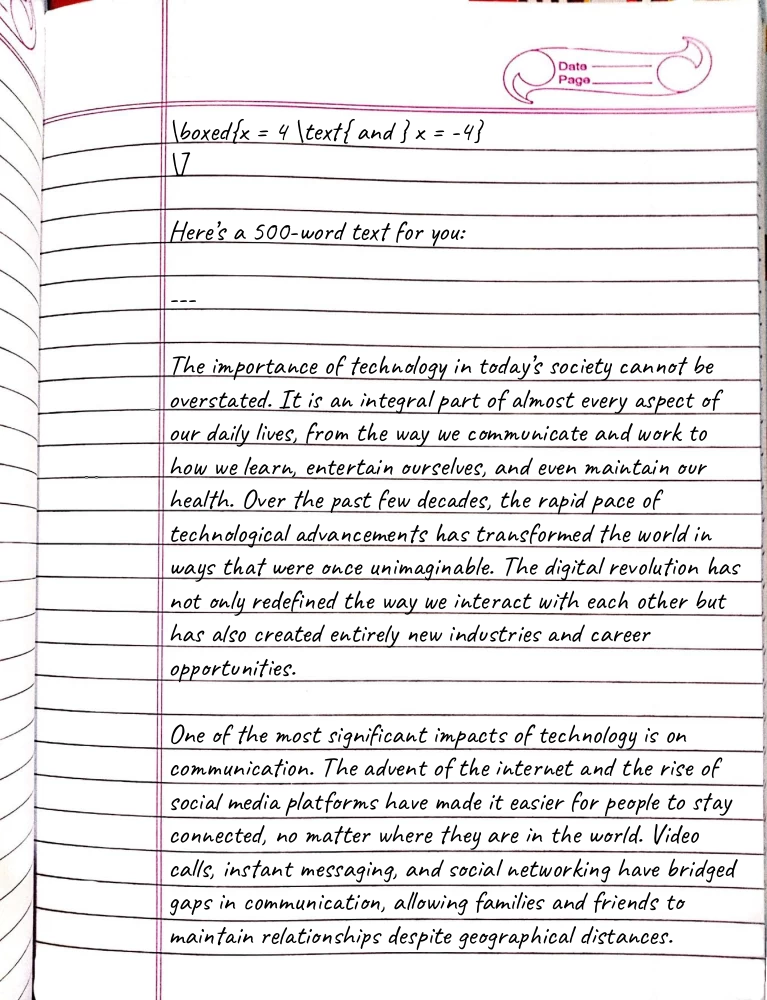 Date
Page
\boxed{x = 4 \text{ and } x = -4}
\]
Here's a 500-word text for you:
---
The importance of technology in today's society cannot be
overstated. It is an integral part of almost every aspect of
our daily lives, from the way we communicate and work to
how we learn, entertain ourselves, and even maintain our
health. Over the past few decades, the rapid pace of
technological advancements has transformed the world in
ways that were once unimaginable. The digital revolution has
not only redefined the way we interact with each other but
has also created entirely new industries and career
opportunities.
One of the most significant impacts of technology is on
communication. The advent of the internet and the rise of
social media platforms have made it easier for people to stay
connected, no matter where they are in the world. Video
calls, instant messaging, and social networking have bridged
gaps in communication, allowing families and friends to
maintain relationships despite geographical distances.